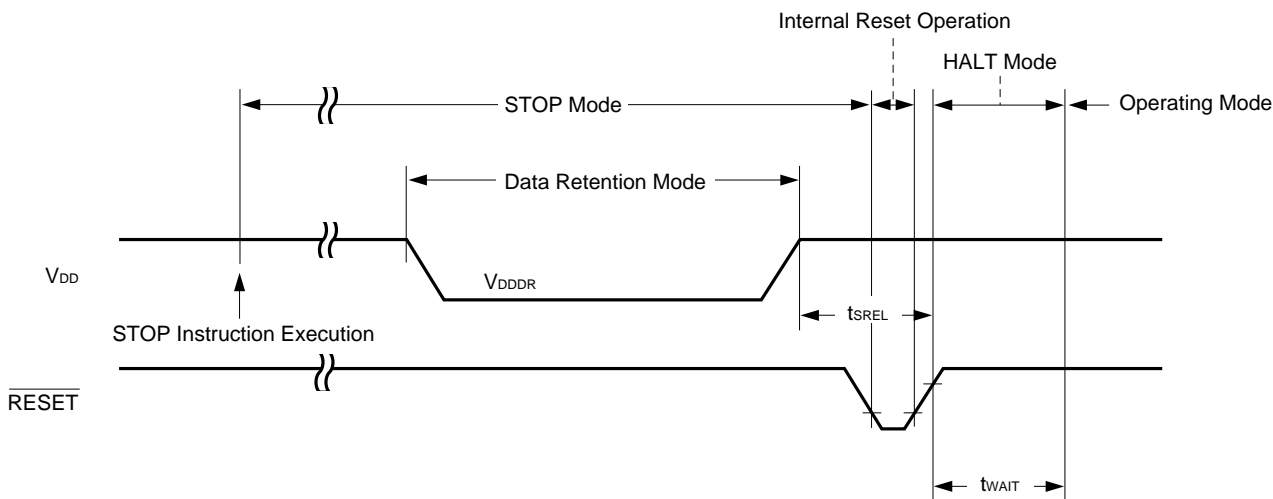 Internal Reset Operation
HALT Mode
STOP Mode
Operating Mode
Data Retention Mode
VDD
VDDDR
tSREL
STOP Instruction Execution
RESET
tWAIT